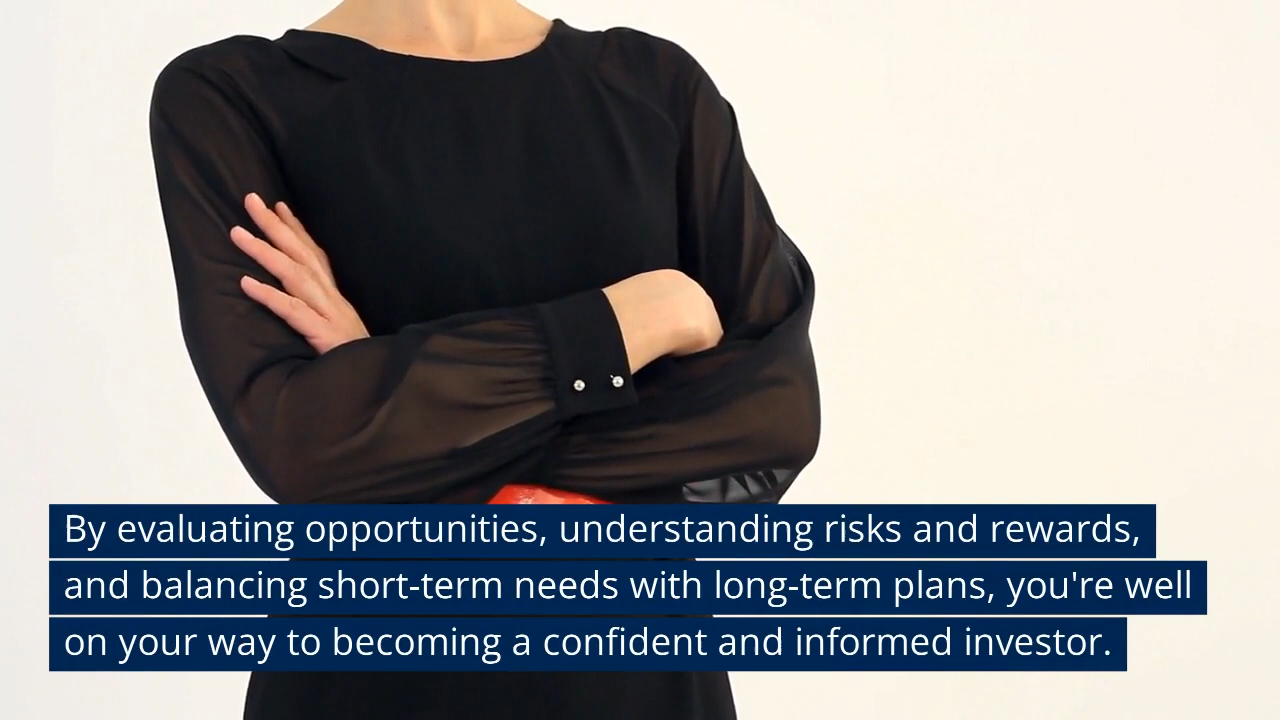 By evaluating opportunities, understanding risks and rewards,
and balancing short-term needs with long-term plans, you're well
on your way to becoming a confident and informed investor.